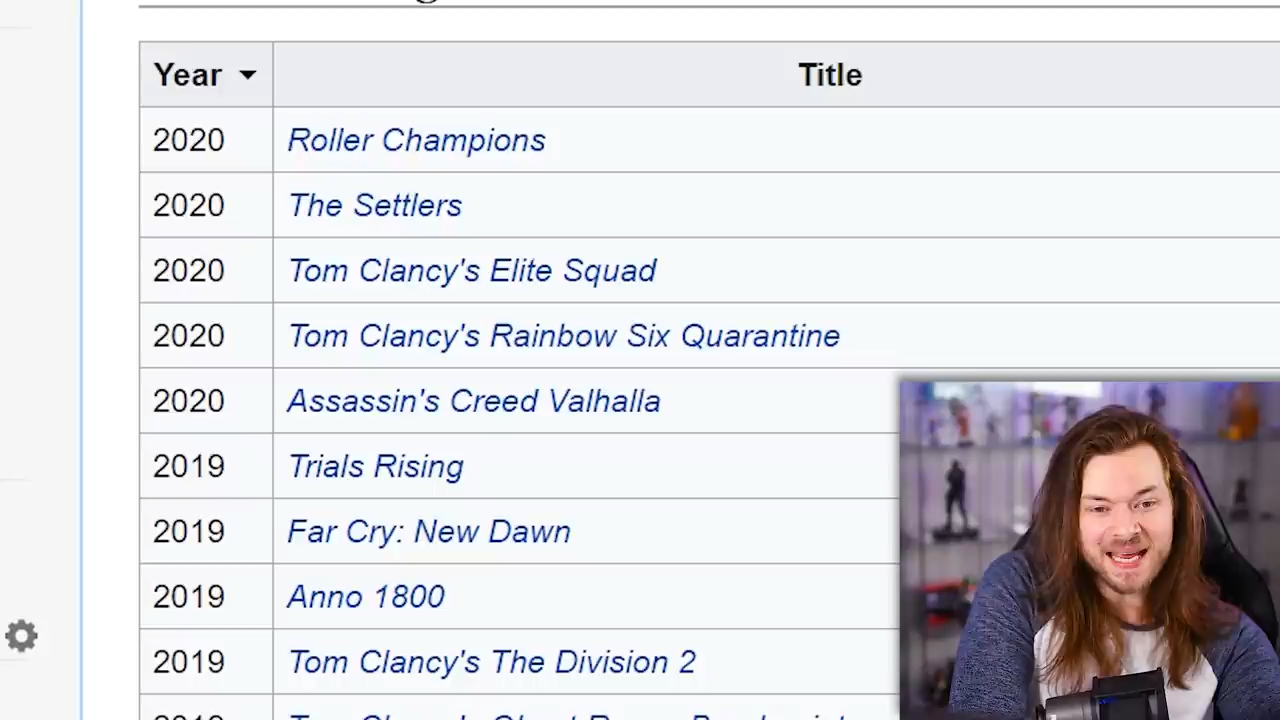 Year Title
2020 Roller Champions
2020 The Settlers
2020 Tom Clancy's Elite Squad
2020 Tom Clancy's Rainbow Six Quarantine
2020 Assassin's Creed Valhalla
2019 Trials Rising
2019 Far Cry: New Dawn
2019 Anno 1800
2019 Tom Clancy's The Division 2